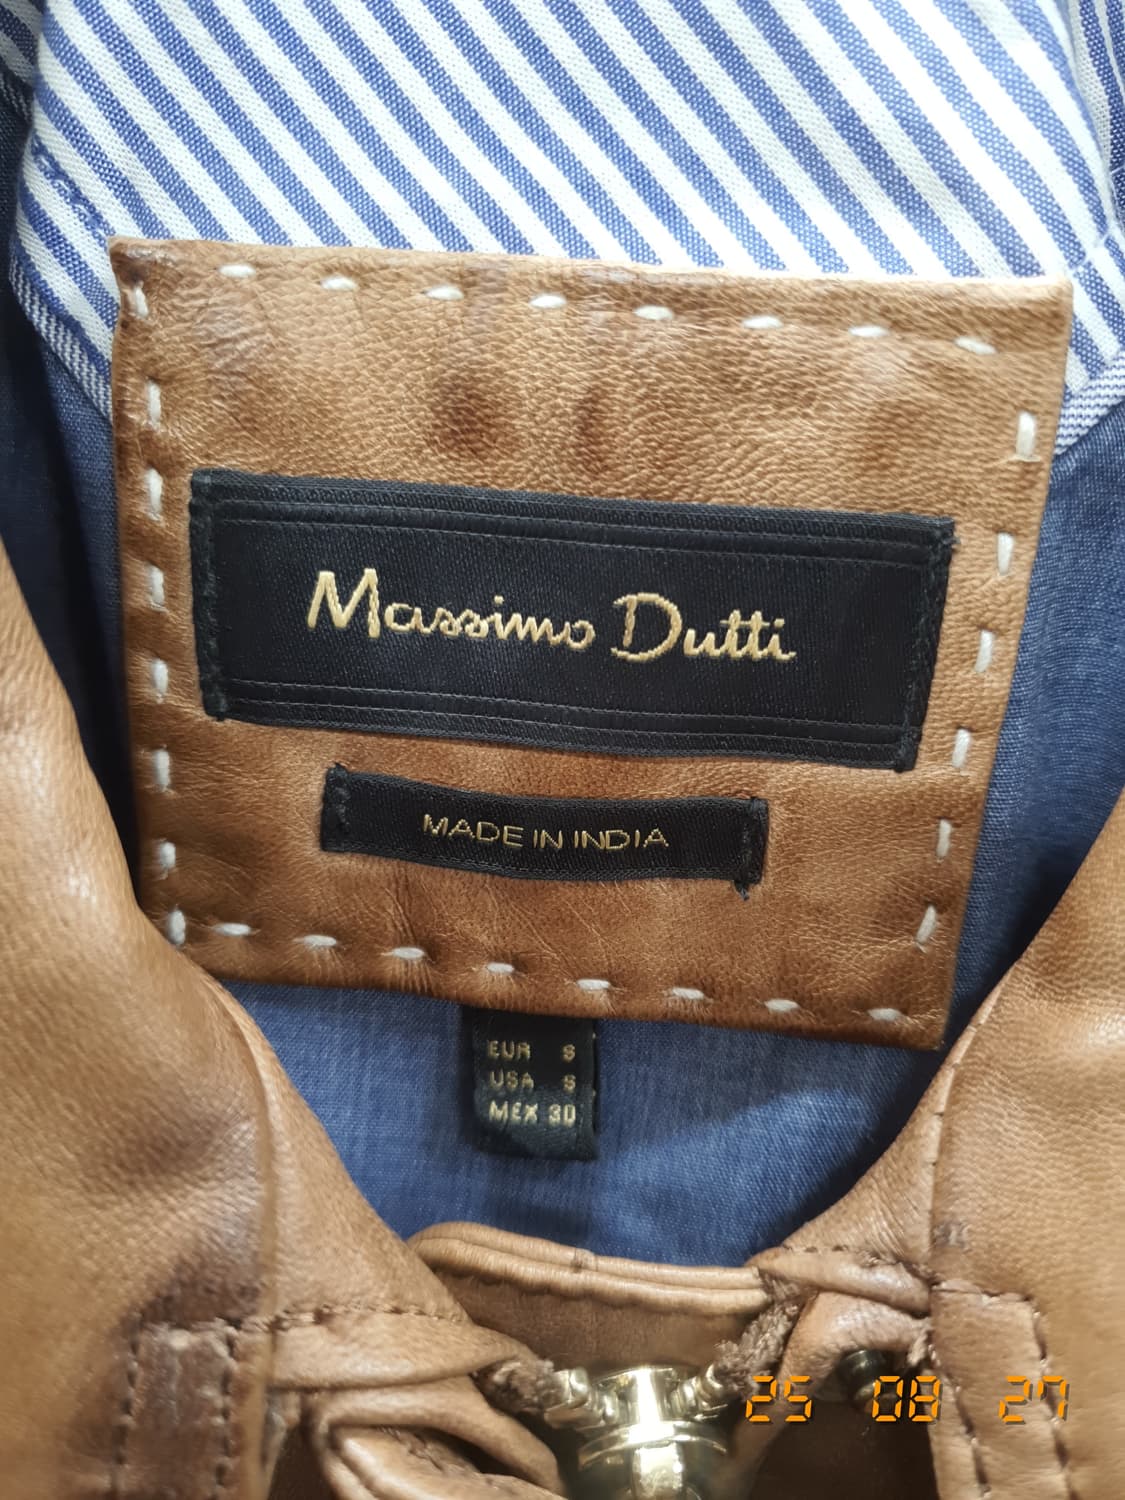 Massimo Dutti
MADE IN INDIA
EUR S
USA S
MEX 30
25 08 27